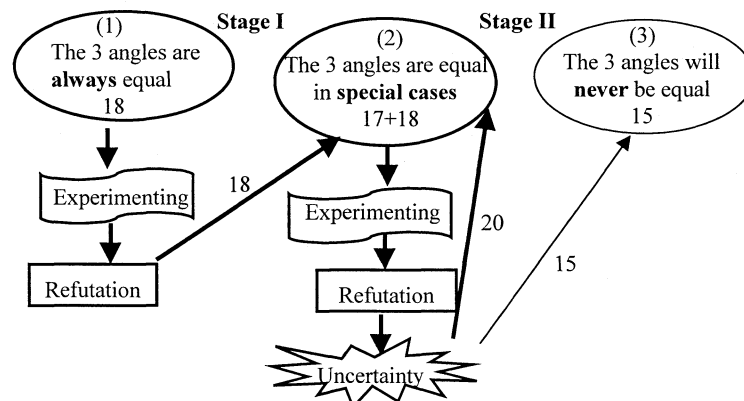 Stage I
Stage II
(1)
The 3 angles are
always equal
18
Experimenting
Refutation
18
(2)
The 3 angles are equal
in special cases
17+18
Experimenting
Refutation
Uncertainty
20
15
(3)
The 3 angles will
never be equal
15